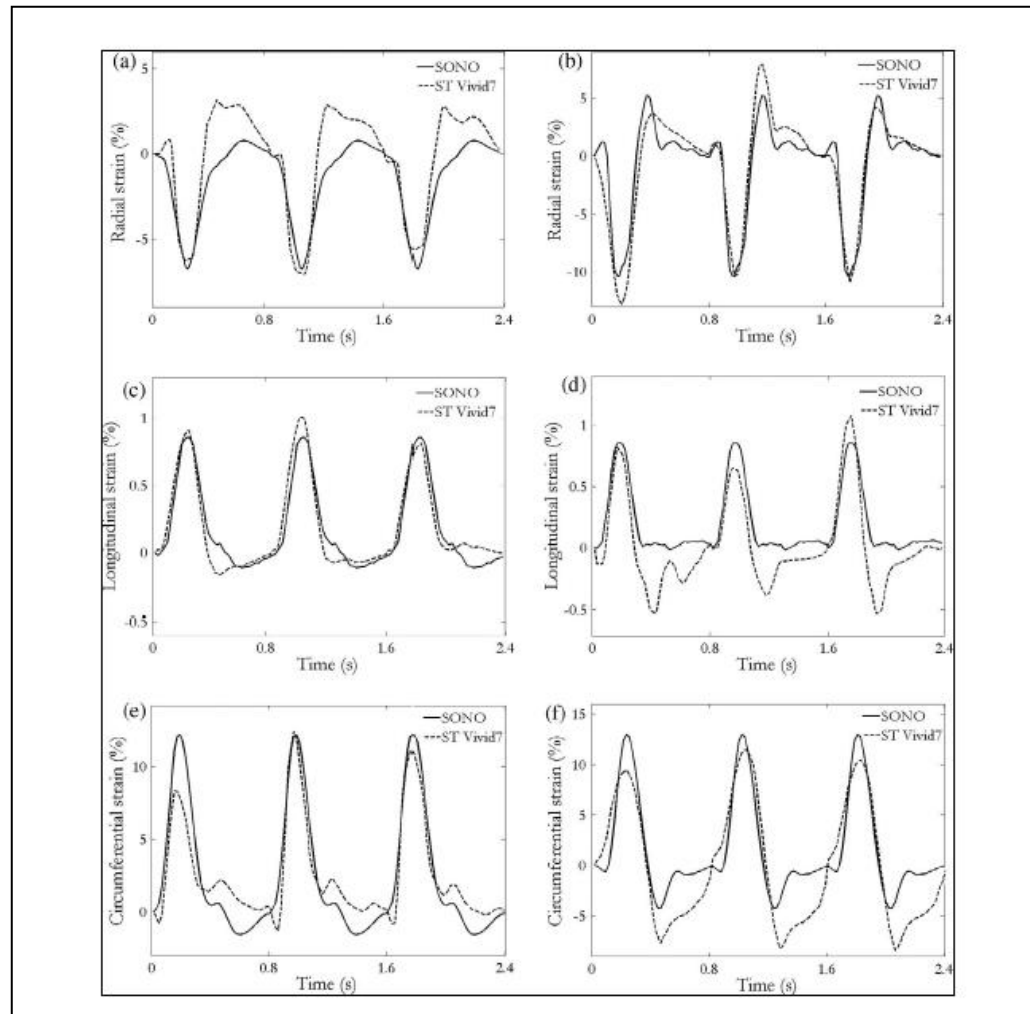 (a)
SONO
ST Vivid7
5
0
-5
Radial strain (%)
0
0.8
1.6
2.4
Time (s)
(b)
SONO
ST Vivid7
5
0
-5
-10
Radial strain (%)
0
0.8
1.6
2.4
Time (s)
(c)
SONO
ST Vivid7
1
0.5
0
-0.5
Longitudinal strain (%)
0
0.8
1.6
2.4
Time (s)
(d)
SONO
ST Vivid7
1
0.5
0
-0.5
Longitudinal strain (%)
0
0.8
1.6
2.4
Time (s)
(e)
SONO
ST Vivid7
10
5
0
Circumferential strain (%)
0
0.8
1.6
2.4
Time (s)
(f)
SONO
ST Vivid7
15
10
5
0
-5
Circumferential strain (%)
0
0.8
1.6
2.4
Time (s)